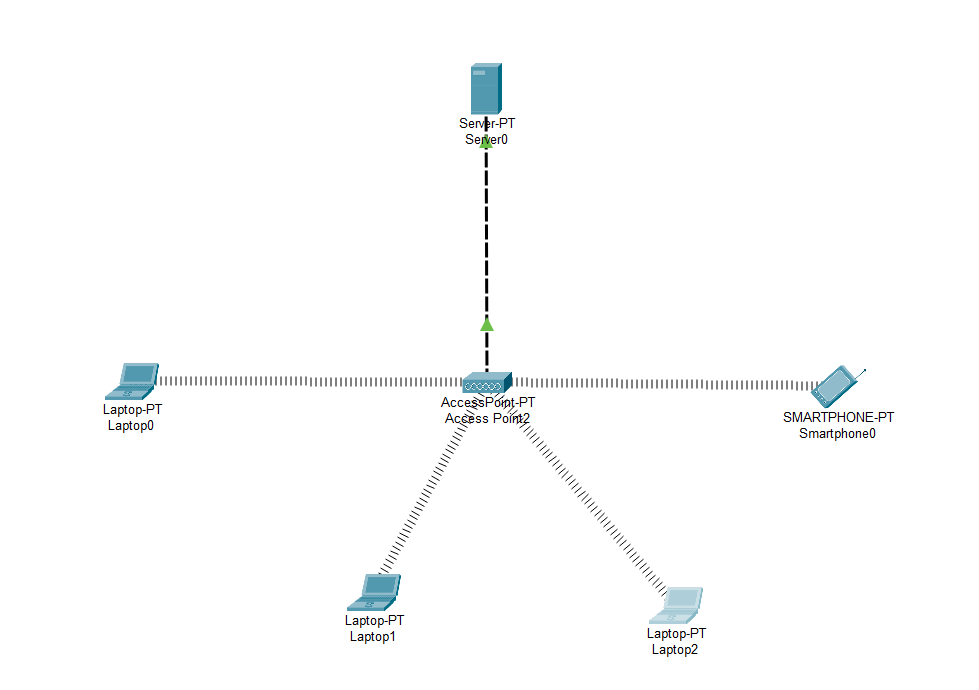 Server-PT
Server0
Laptop-PT
Laptop0
AccessPoint-PT
Access Point2
SMARTPHONE-PT
Smartphone0
Laptop-PT
Laptop1
Laptop-PT
Laptop2